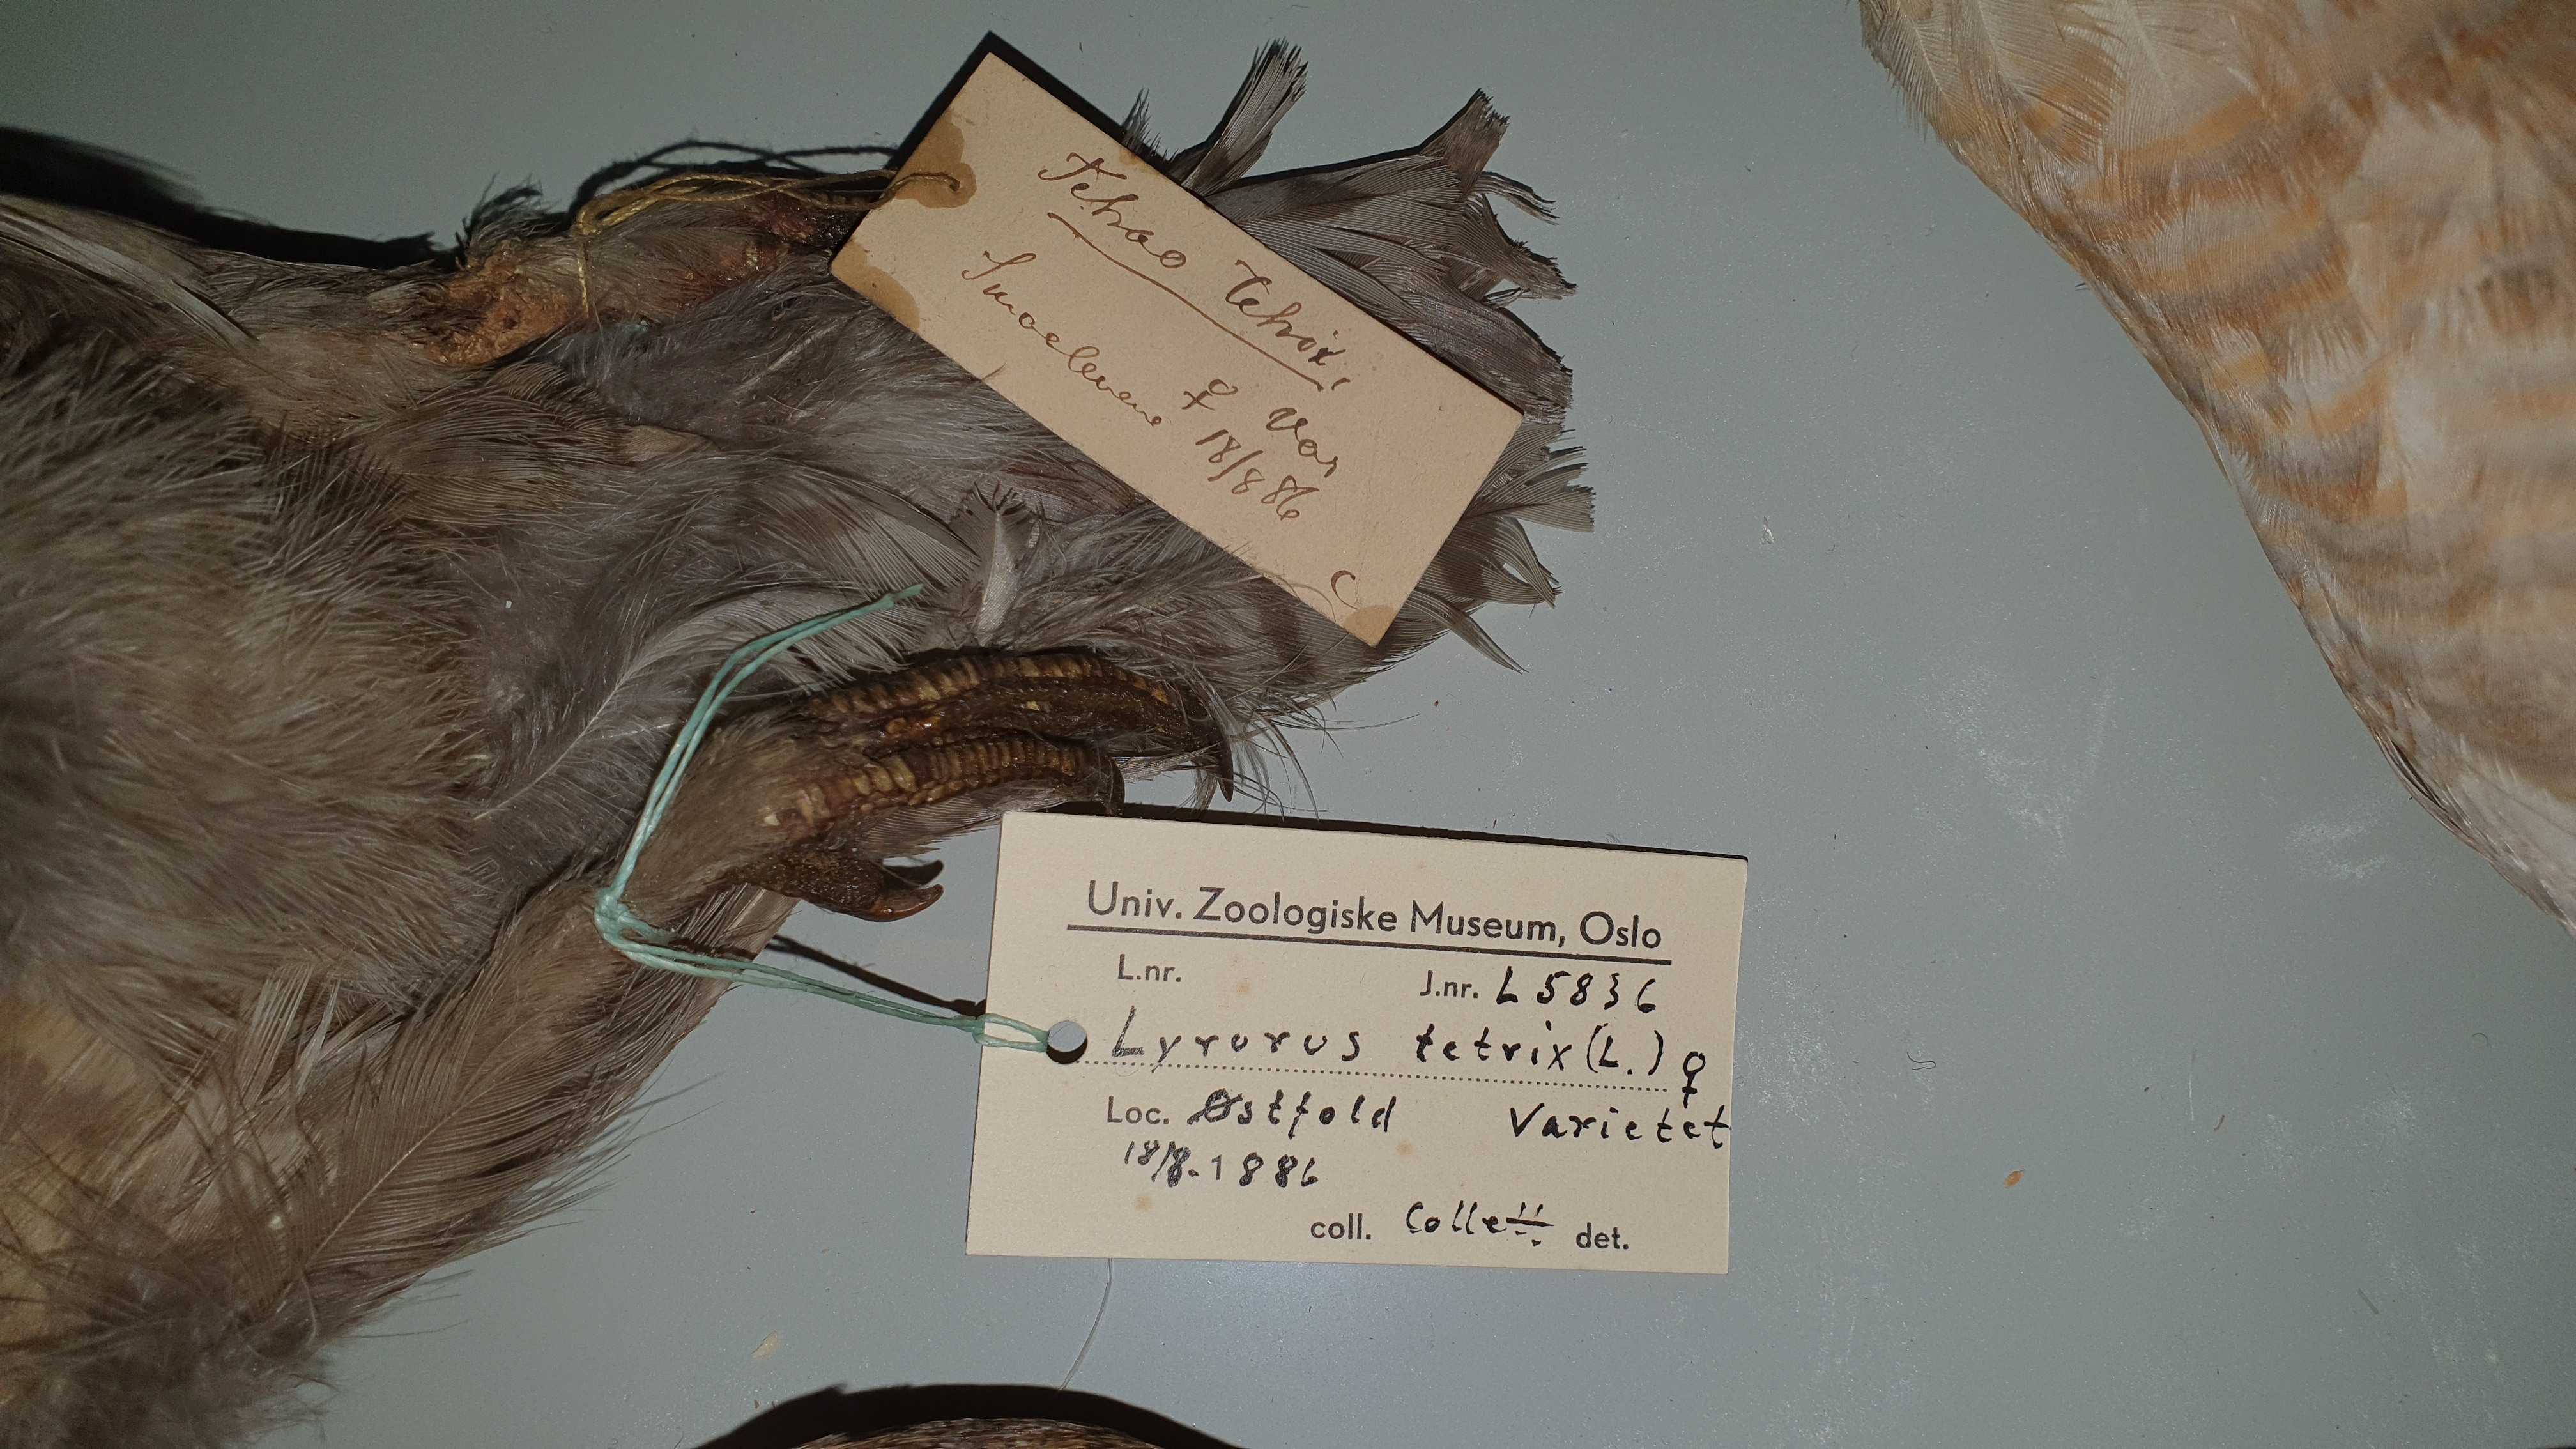 Tetrao tetrix.
♀ Var
Smaalenene 18/8 86
C
Univ. Zoologiske Museum, Oslo
L.nr. J.nr. L 5836
Lyrurus tetrix (L.) ♀
Loc. Østfold Varietet
18/8. 1886
coll. Collett det.